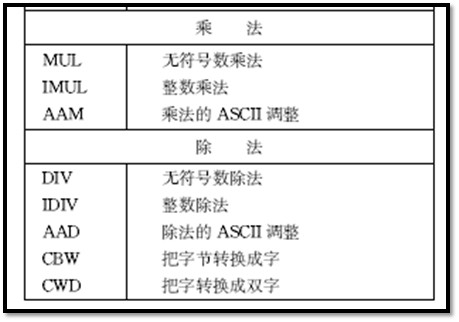 乘 法
MUL 无符号数乘法
IMUL 整数乘法
AAM 乘法的 ASCII 调整
除 法
DIV 无符号数除法
IDIV 整数除法
AAD 除法的 ASCII 调整
CBW 把字节转换成字
CWD 把字转换成双字